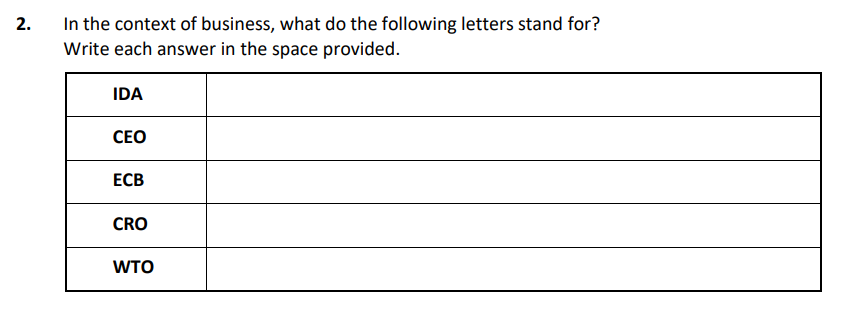 2. In the context of business, what do the following letters stand for?
Write each answer in the space provided.
IDA
CEO
ECB
CRO
WTO